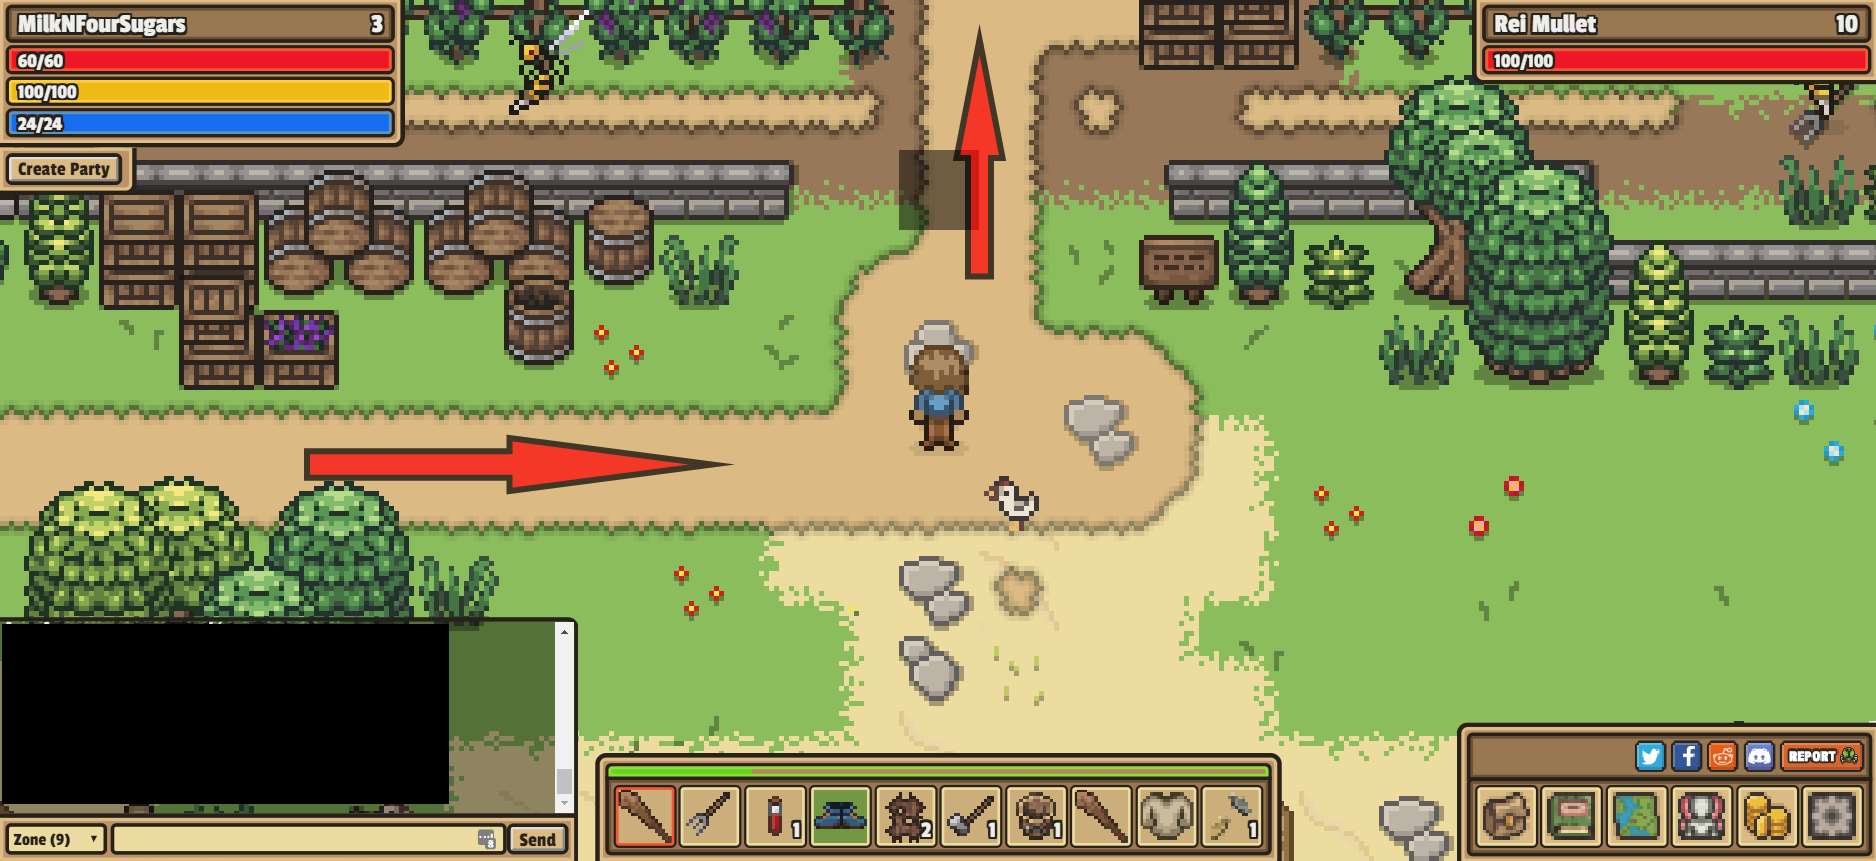 MilkNFourSugars 3
60/60
100/100
24/24
Create Party
Rei Mullet 10
100/100
Zone (9)
Send
1
2
1
1
1
REPORT